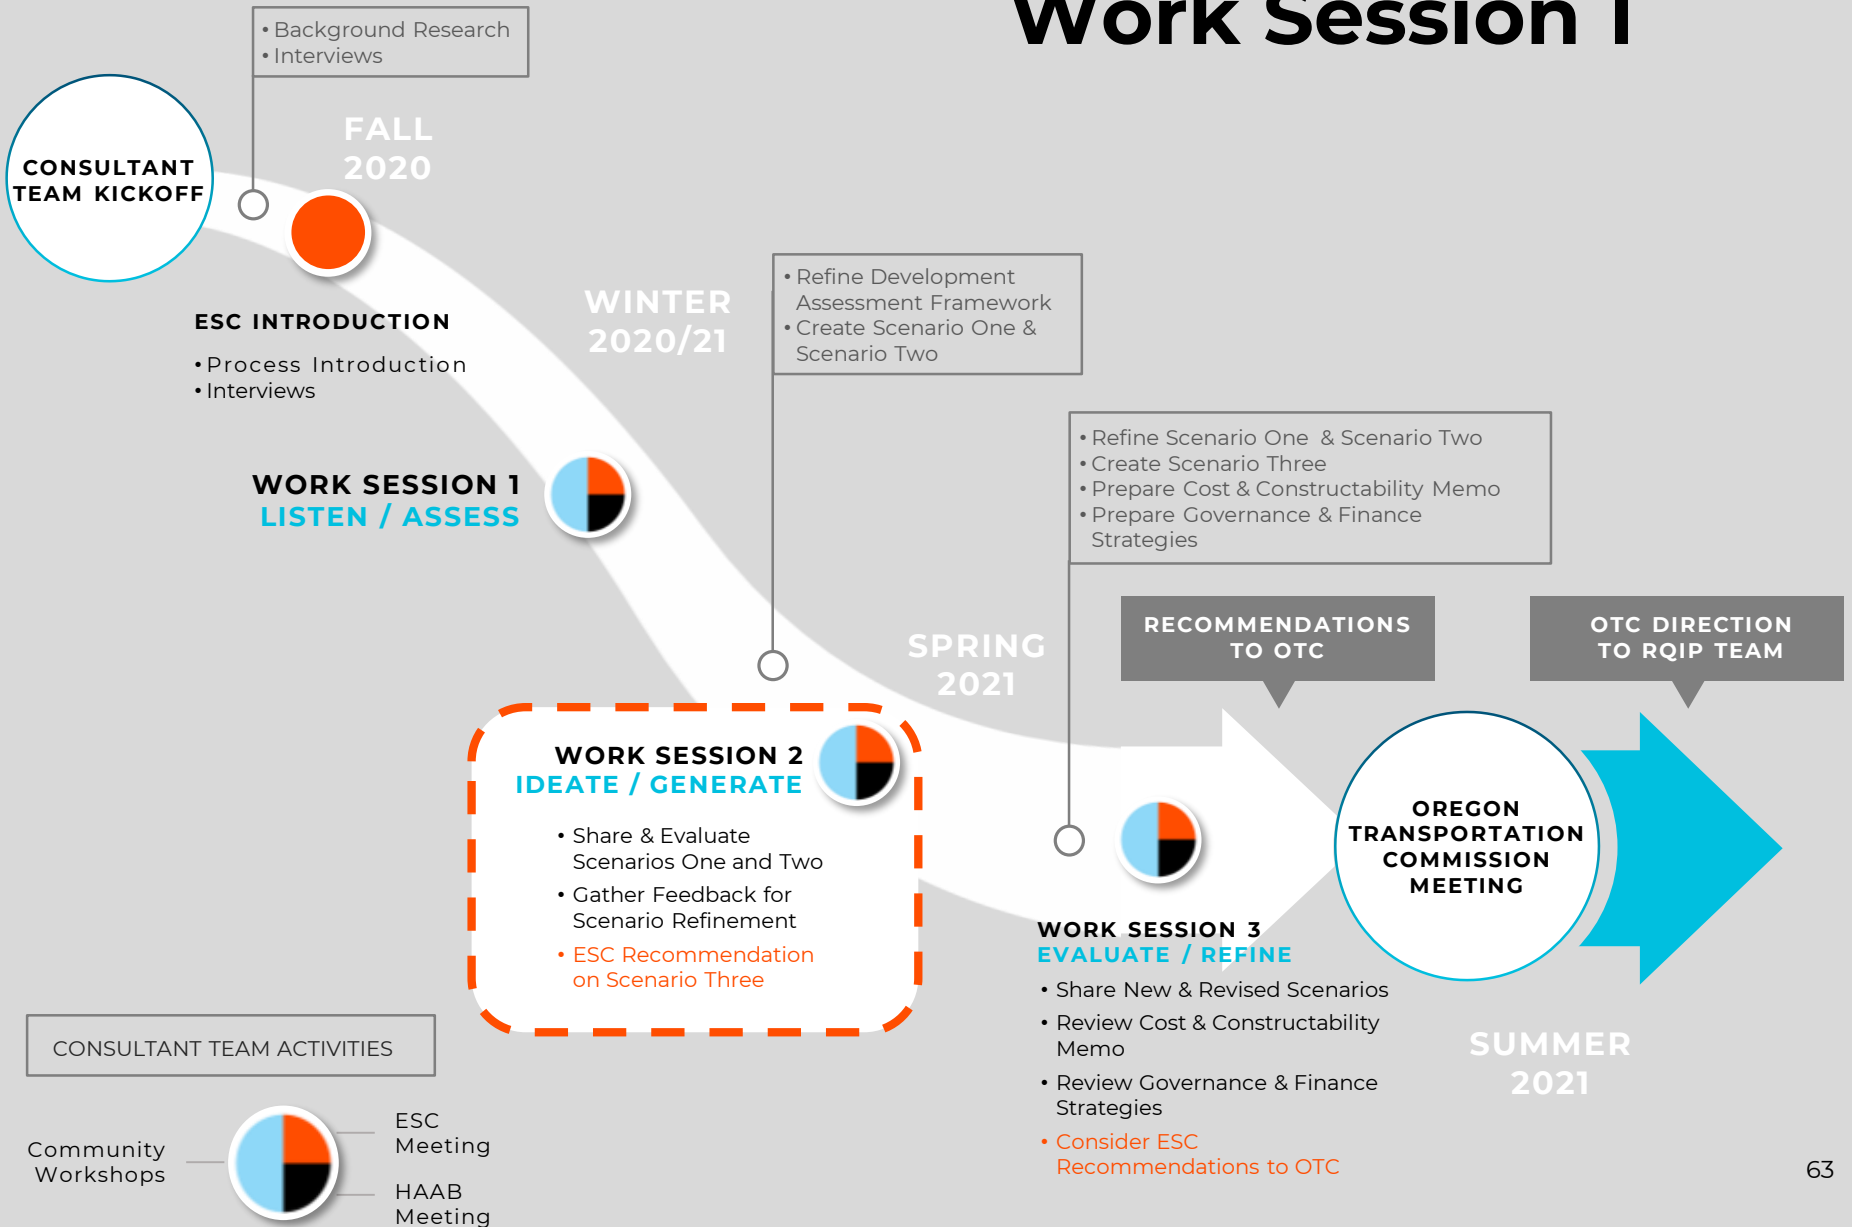 Work Session 1
• Background Research
• Interviews
CONSULTANT
TEAM KICKOFF
FALL
2020
ESC INTRODUCTION
• Process Introduction
• Interviews
WINTER
2020/21
• Refine Development
Assessment Framework
• Create Scenario One &
Scenario Two
WORK SESSION 1
LISTEN / ASSESS
• Refine Scenario One & Scenario Two
• Create Scenario Three
• Prepare Cost & Constructability Memo
• Prepare Governance & Finance
Strategies
SPRING
2021
RECOMMENDATIONS
TO OTC
OTC DIRECTION
TO RQIP TEAM
WORK SESSION 2
IDEATE / GENERATE
• Share & Evaluate
Scenarios One and Two
• Gather Feedback for
Scenario Refinement
• ESC Recommendation
on Scenario Three
OREGON
TRANSPORTATION
COMMISSION
MEETING
WORK SESSION 3
EVALUATE / REFINE
• Share New & Revised Scenarios
• Review Cost & Constructability
Memo
• Review Governance & Finance
Strategies
• Consider ESC
Recommendations to OTC
SUMMER
2021
CONSULTANT TEAM ACTIVITIES
Community
Workshops
ESC
Meeting
HAAB
Meeting
63